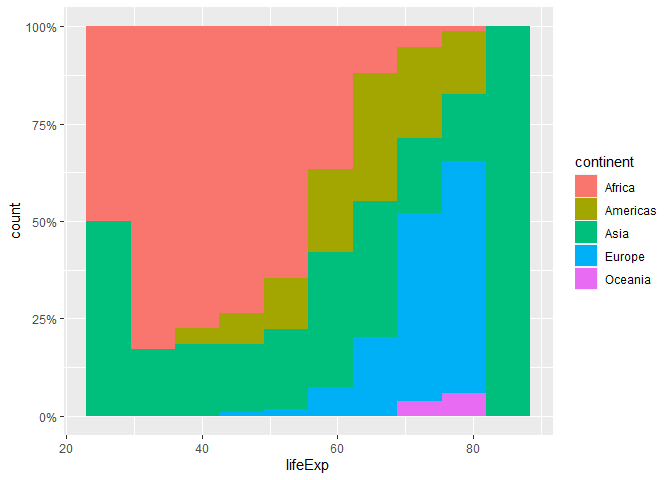 100%
75%
50%
25%
0%
count
20
40
60
80
lifeExp
continent
Africa
Americas
Asia
Europe
Oceania